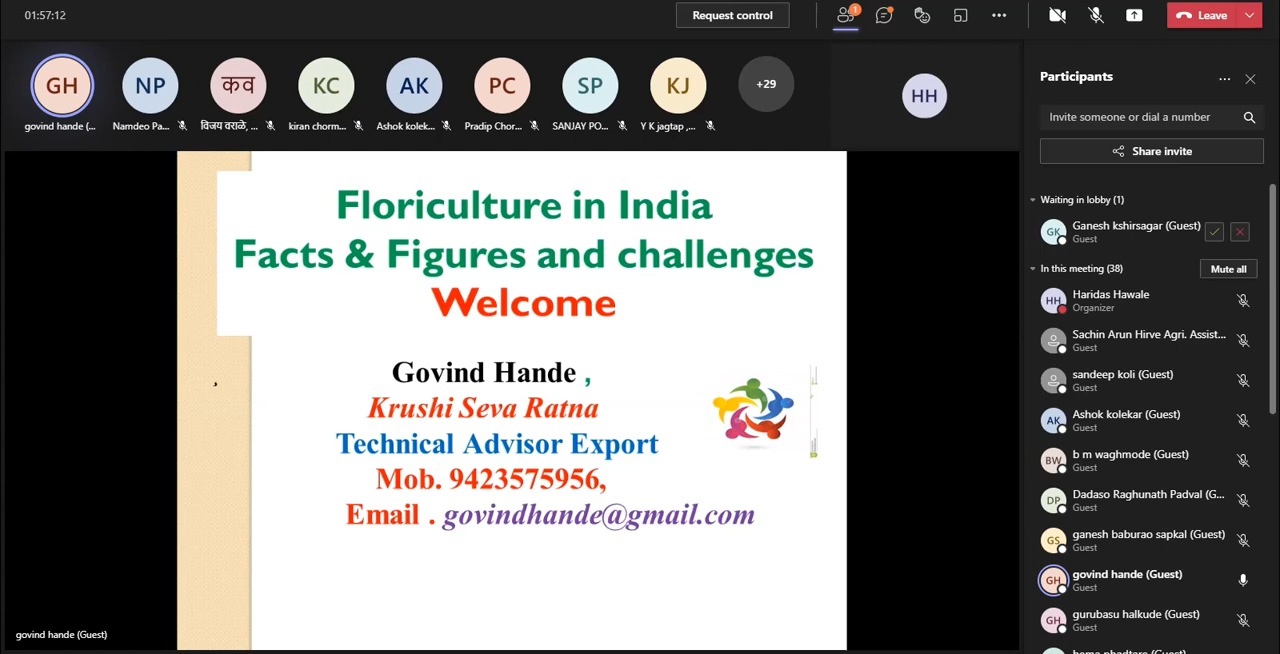 01:57:12
Request control
1
Leave
GH
NP
कव
KC
AK
PC
SP
KJ
+29
HH
govind hande (...
Namdeo Pa...
विजय वराळे, ...
kiran chorm...
Ashok kolek...
Pradip Chor...
SANJAY PO...
Y K jagtap ,...
Floriculture in India
Facts & Figures and challenges
Welcome
Govind Hande ,
Krushi Seva Ratna
Technical Advisor Export
Mob. 9423575956,
Email . govindhande@gmail.com
govind hande (Guest)
Participants
Invite someone or dial a number
Share invite
Waiting in lobby (1)
GK
Ganesh kshirsagar (Guest)
Guest
In this meeting (38)
Mute all
HH
Haridas Hawale
Organizer
Sachin Arun Hirve Agri. Assist...
Guest
sandeep koli (Guest)
Guest
AK
Ashok kolekar (Guest)
Guest
BW
b m waghmode (Guest)
Guest
DP
Dadaso Raghunath Padval (G...
Guest
GS
ganesh baburao sapkal (Guest)
Guest
GH
govind hande (Guest)
Guest
GH
gurubasu halkude (Guest)
Guest